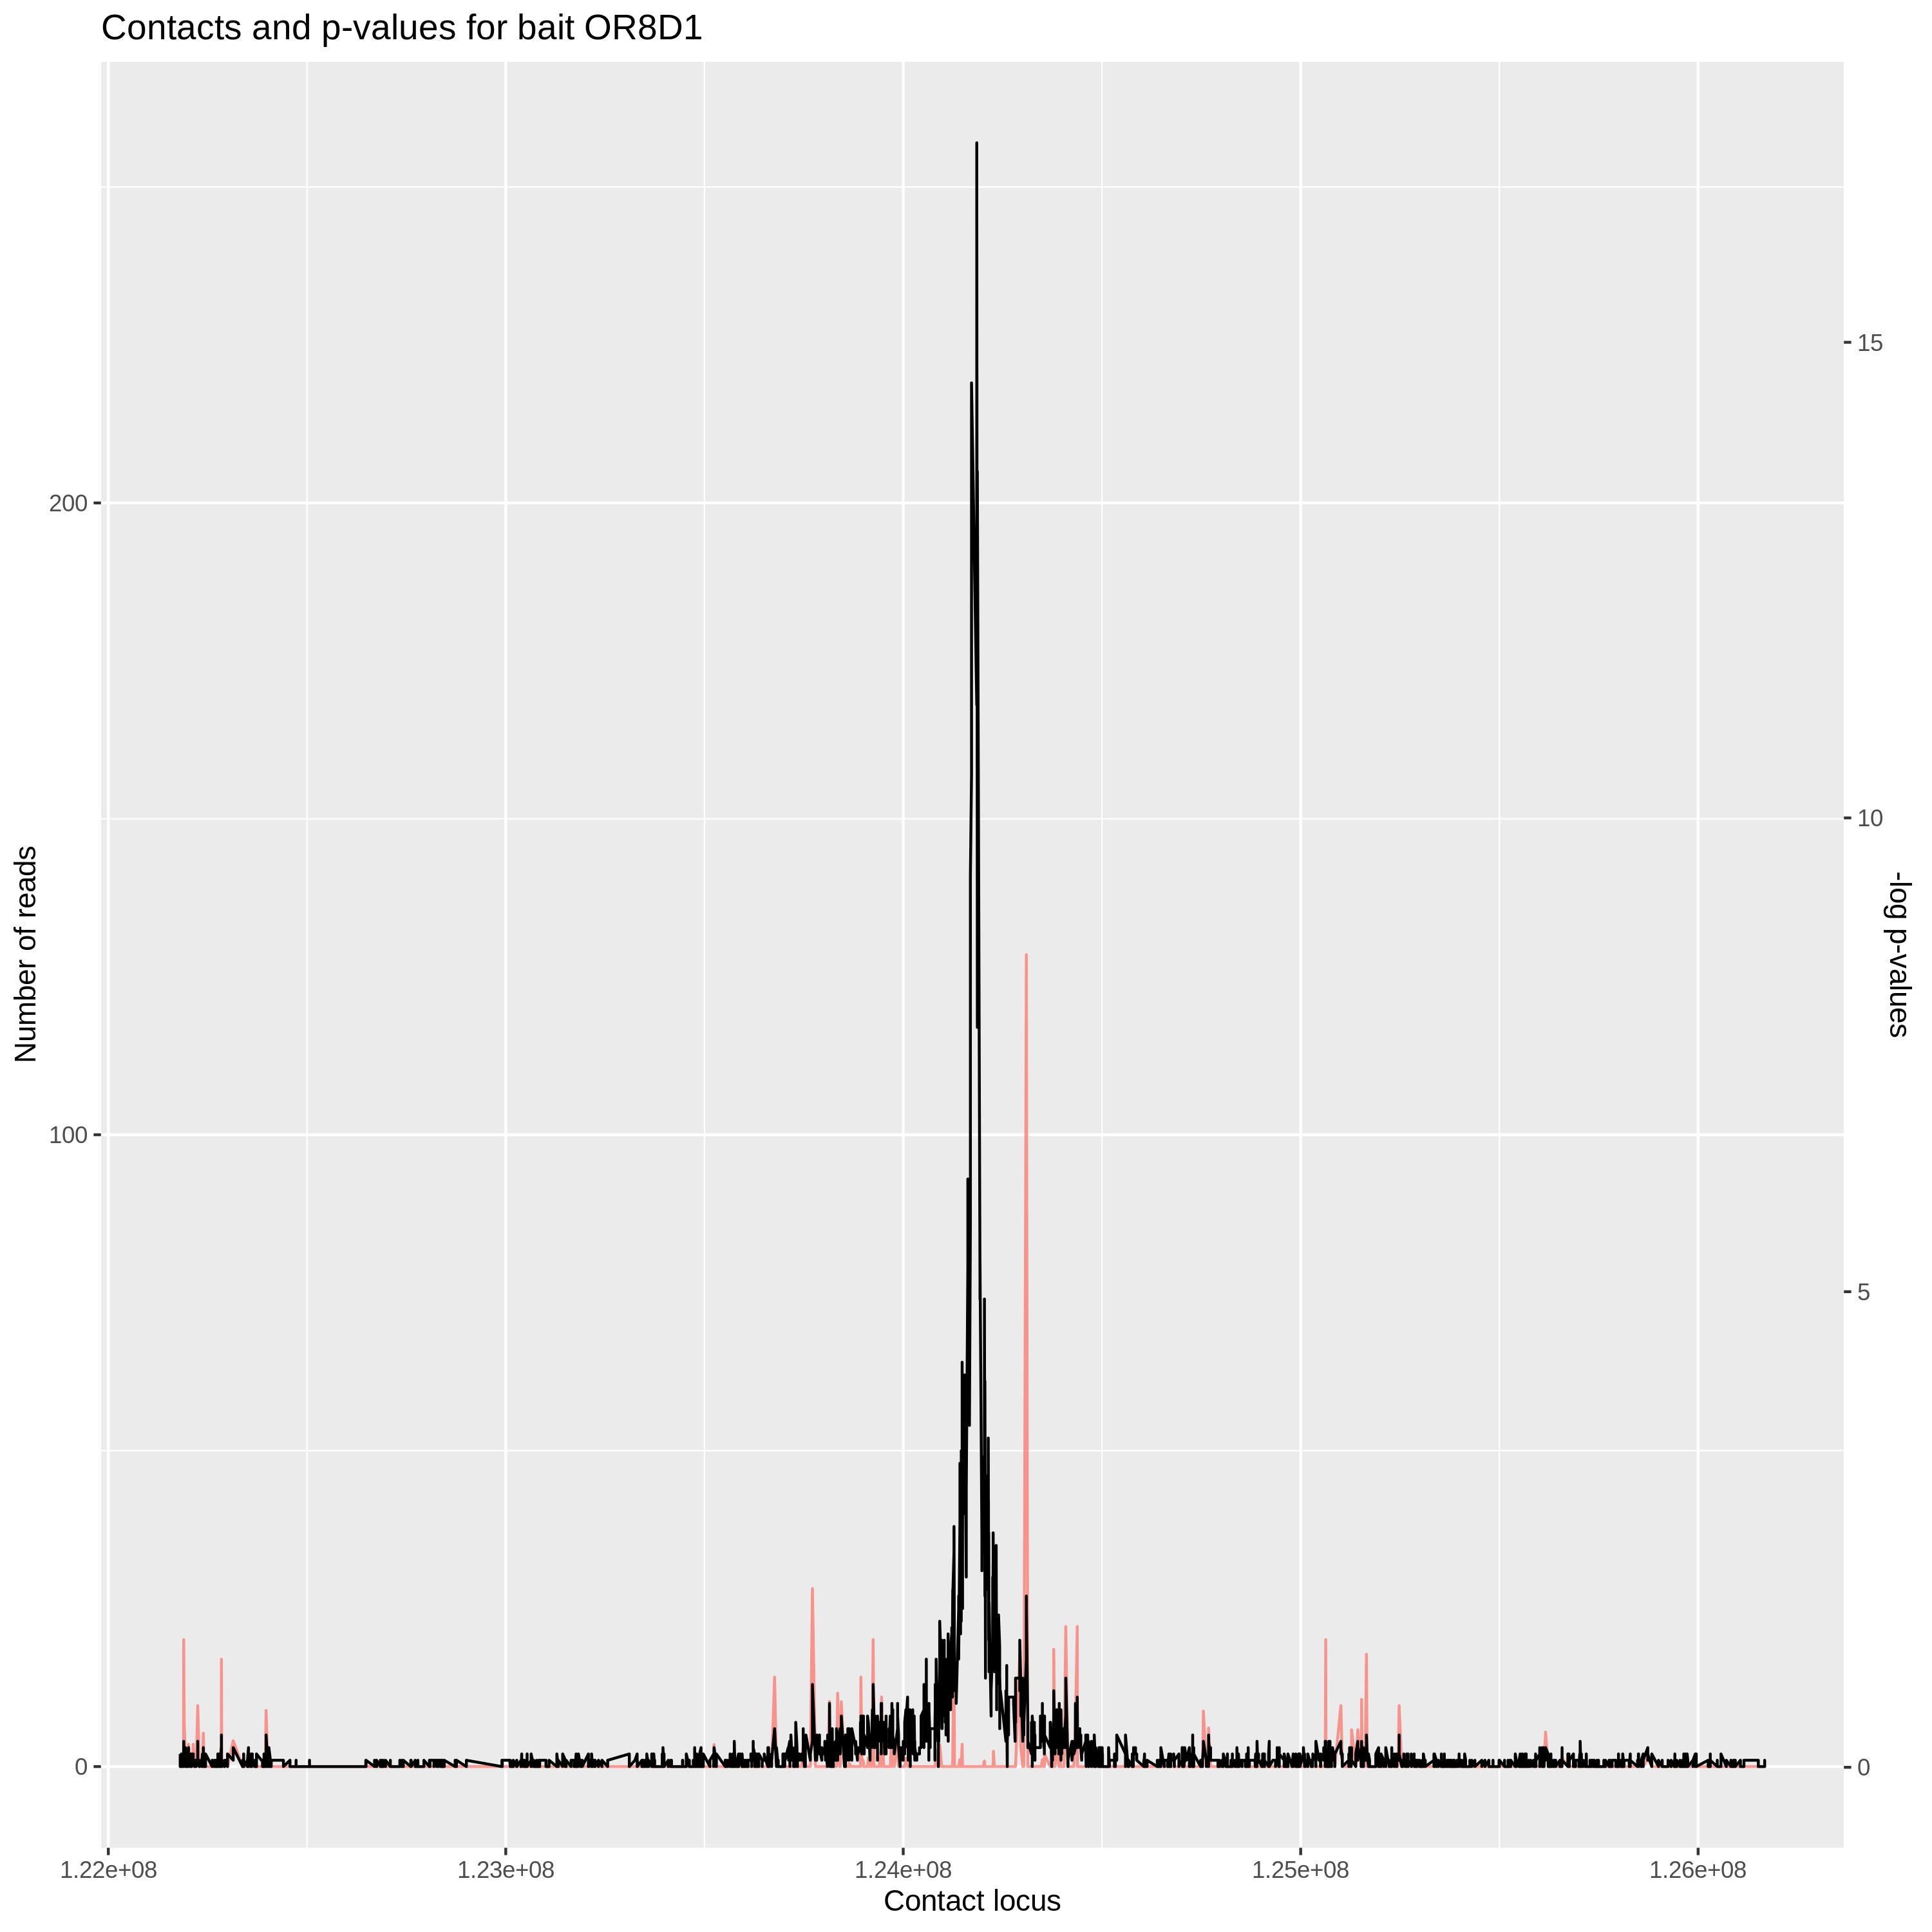 Contacts and p-values for bait OR8D1
Number of reads
200
100
0
15
10
5
0
-log p-values
1.22e+08
1.23e+08
1.24e+08
1.25e+08
1.26e+08
Contact locus